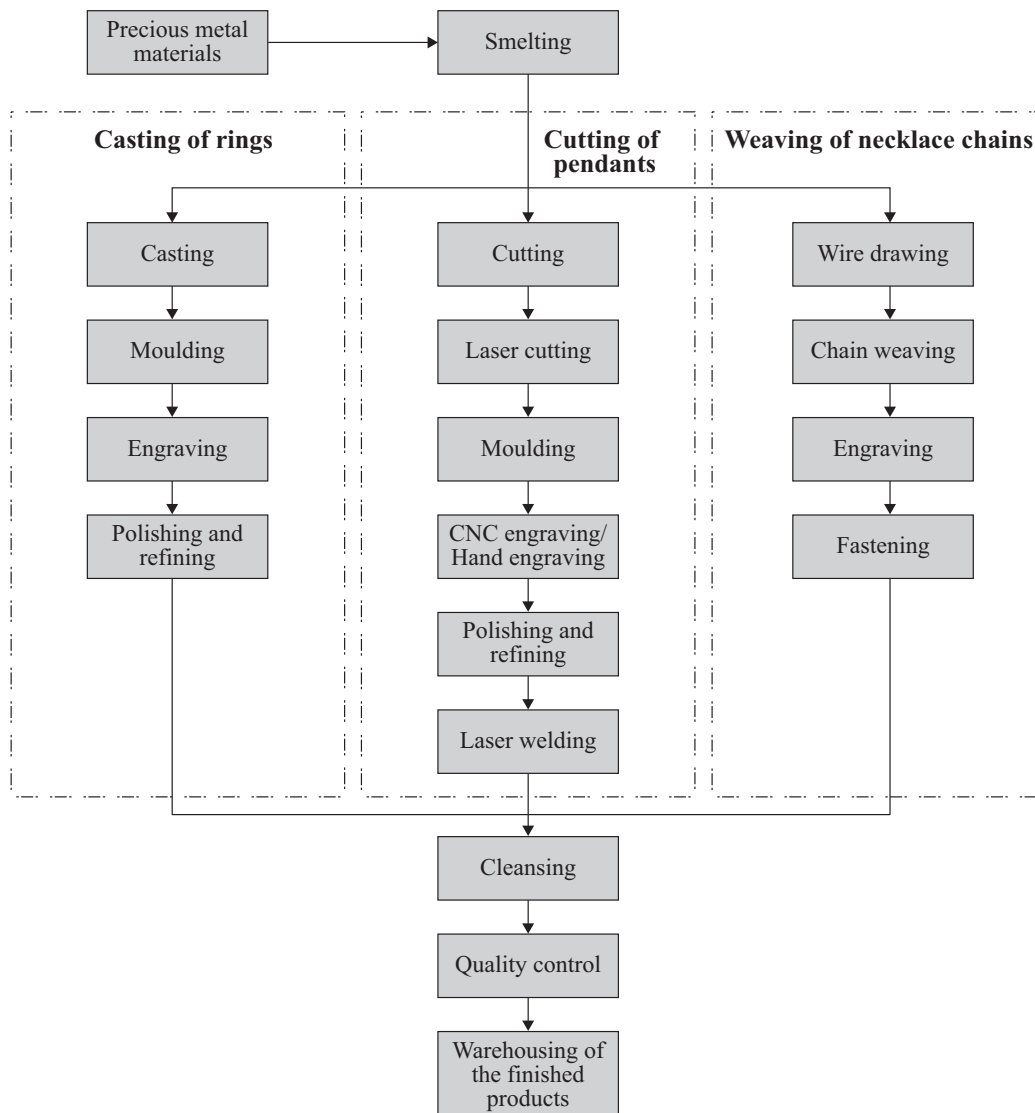 Precious metal
materials
Smelting
Casting of rings
Cutting of
pendants
Weaving of necklace chains
Casting
Moulding
Engraving
Polishing and
refining
Cutting
Laser cutting
Moulding
CNC engraving/
Hand engraving
Polishing and
refining
Laser welding
Wire drawing
Chain weaving
Engraving
Fastening
Cleansing
Quality control
Warehousing of
the finished
products